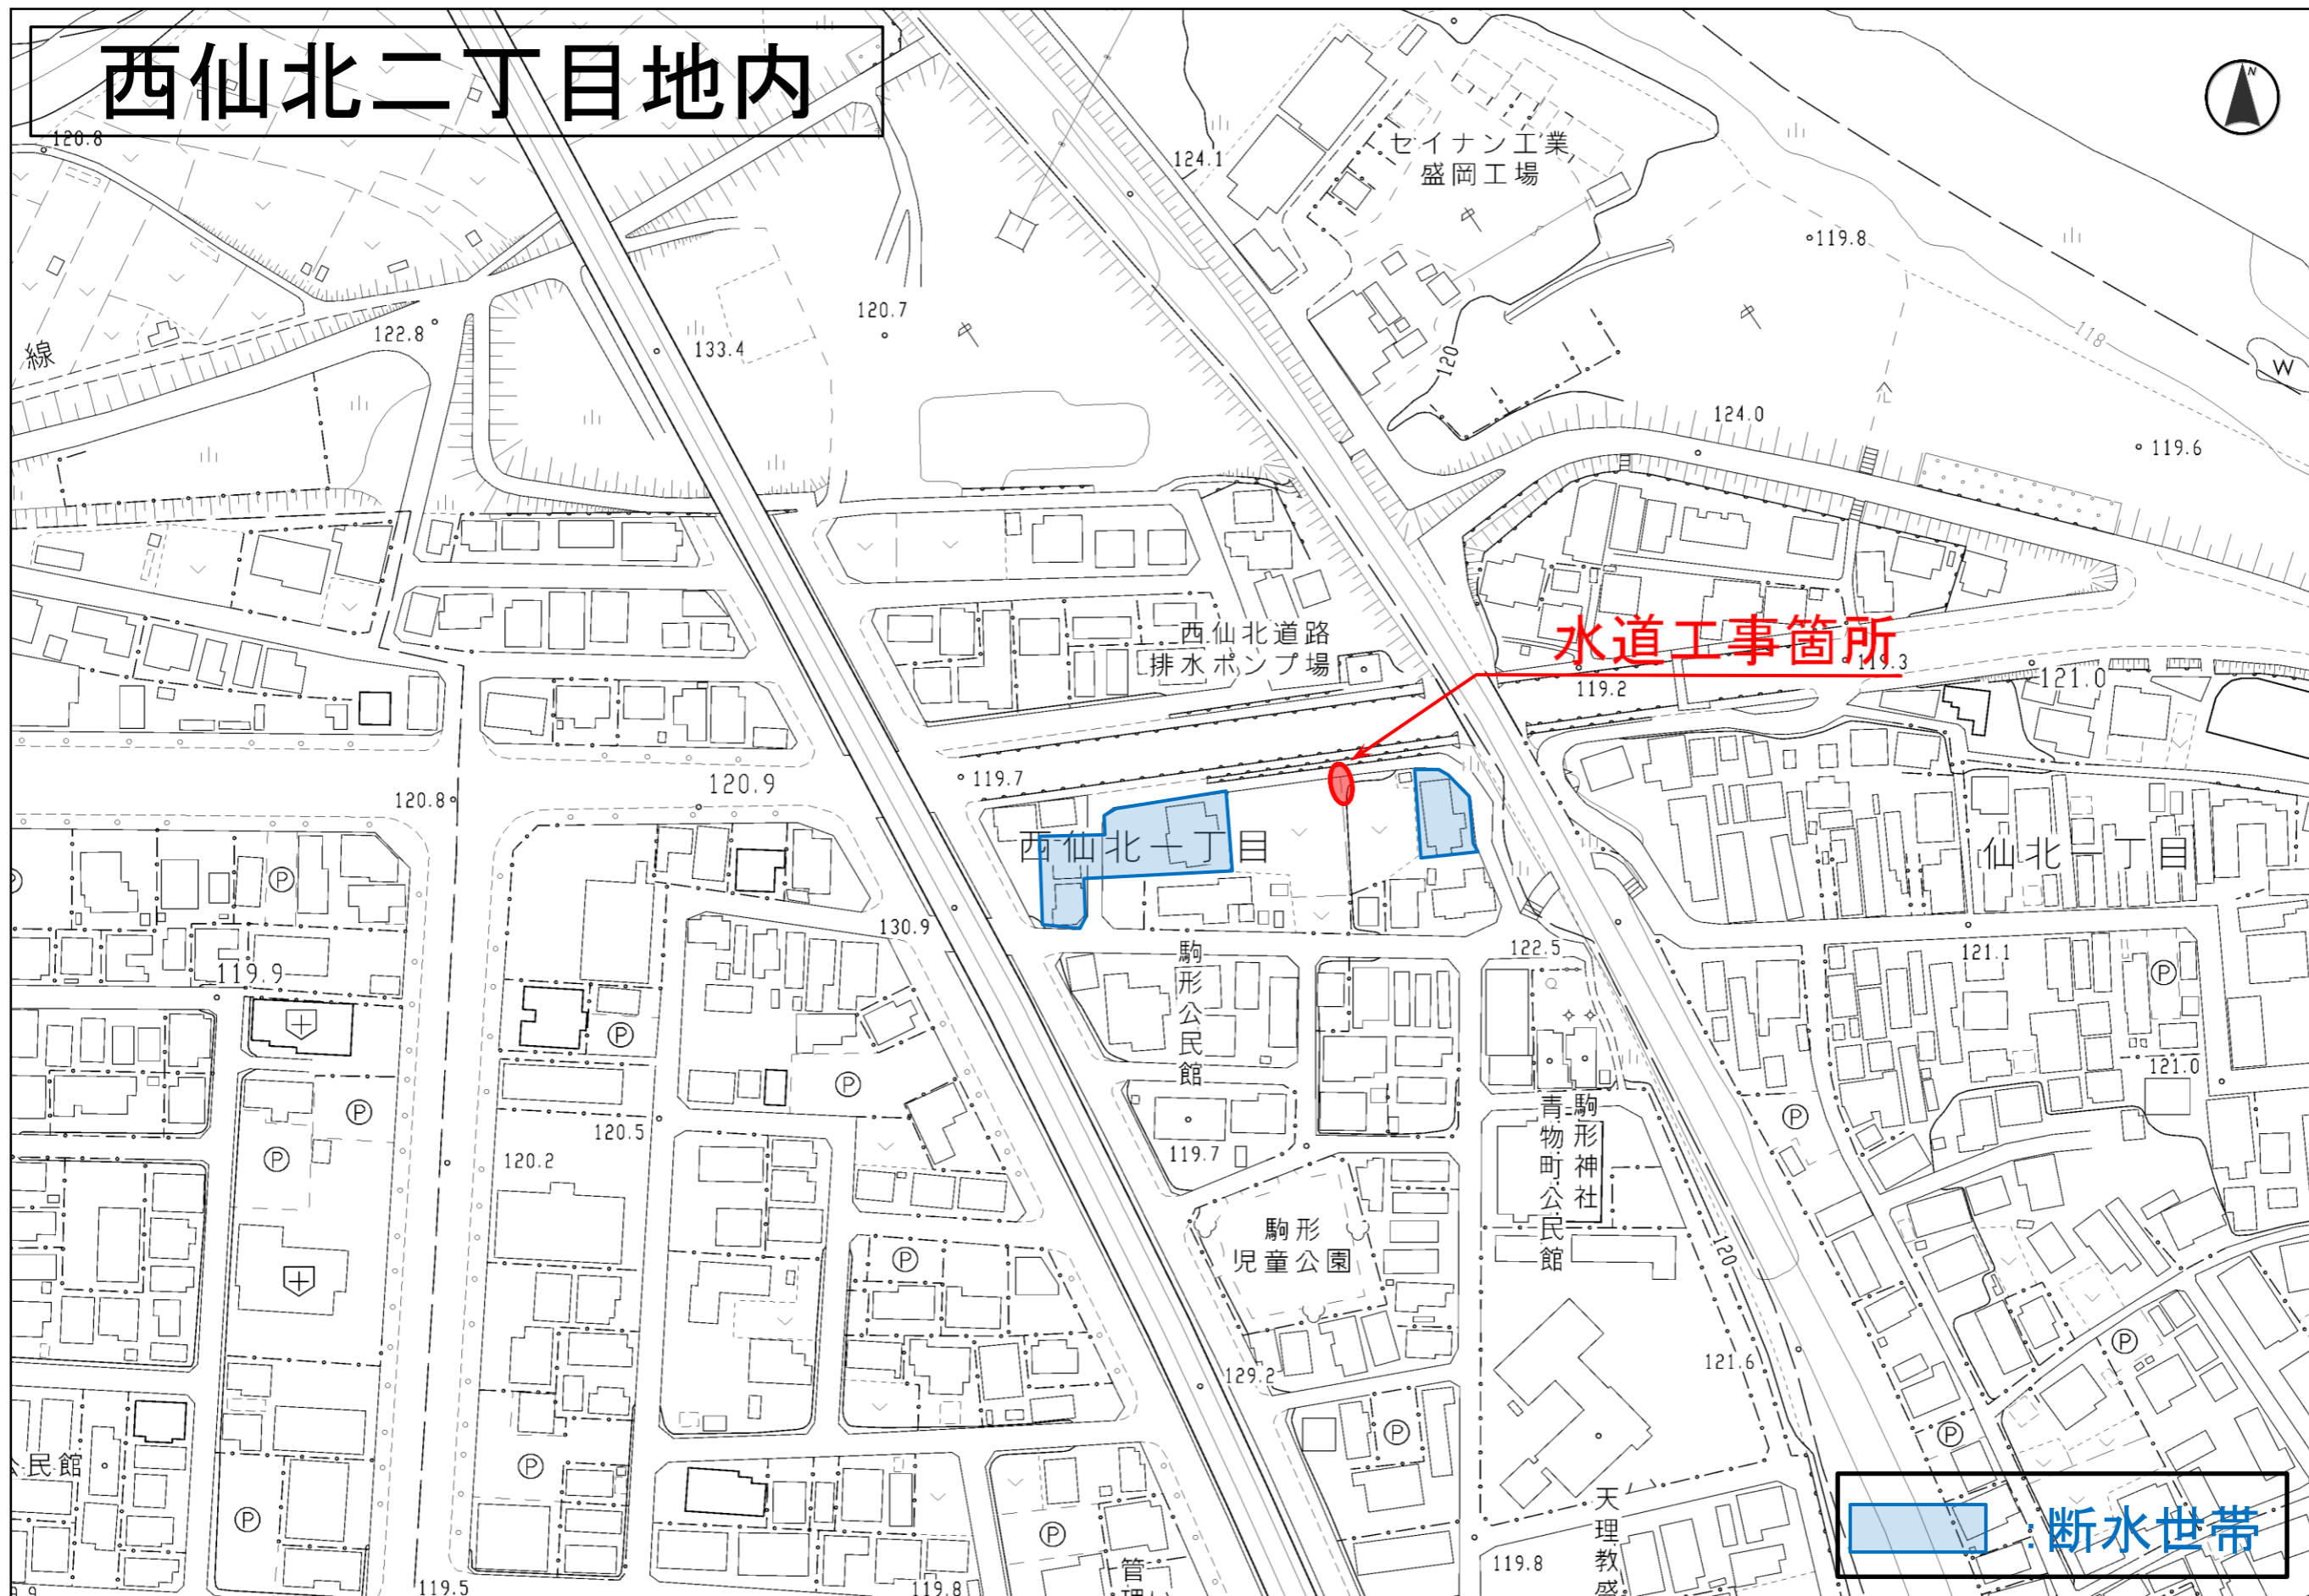 西仙北二丁目地内
N
120.8
124.1
セイナン工業
盛岡工場
119.8
120.7
122.8
133.4
線
118
W
120
124.0
119.6
西仙北道路
排水ポンプ場
水道工事箇所
119.3
119.2
121.0
119.7
120.9
120.8
西仙北一丁目
仙北一丁目
P
P
130.9
122.5
121.1
119.9
駒形公民館
P
P
121.0
P
P
P
120.5
駒形神社
青物町公民館
P
120.2
119.7
駒形
児童公園
120
P
129.2
121.6
P
P
P
公民館
P
P
P
天理教盛
119.8
管理
119.5
119.8
:断水世帯